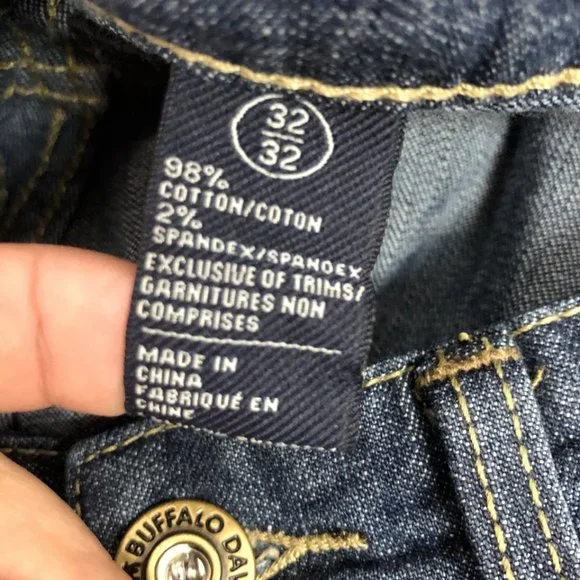 32
32
98%
COTTON/COTON
2%
SPANDEX/SPANDEX
EXCLUSIVE OF TRIMS/
GARNITURES NON
COMPRISES
MADE IN
CHINA
FABRIQUÉ EN
CHINE
BUFFALO